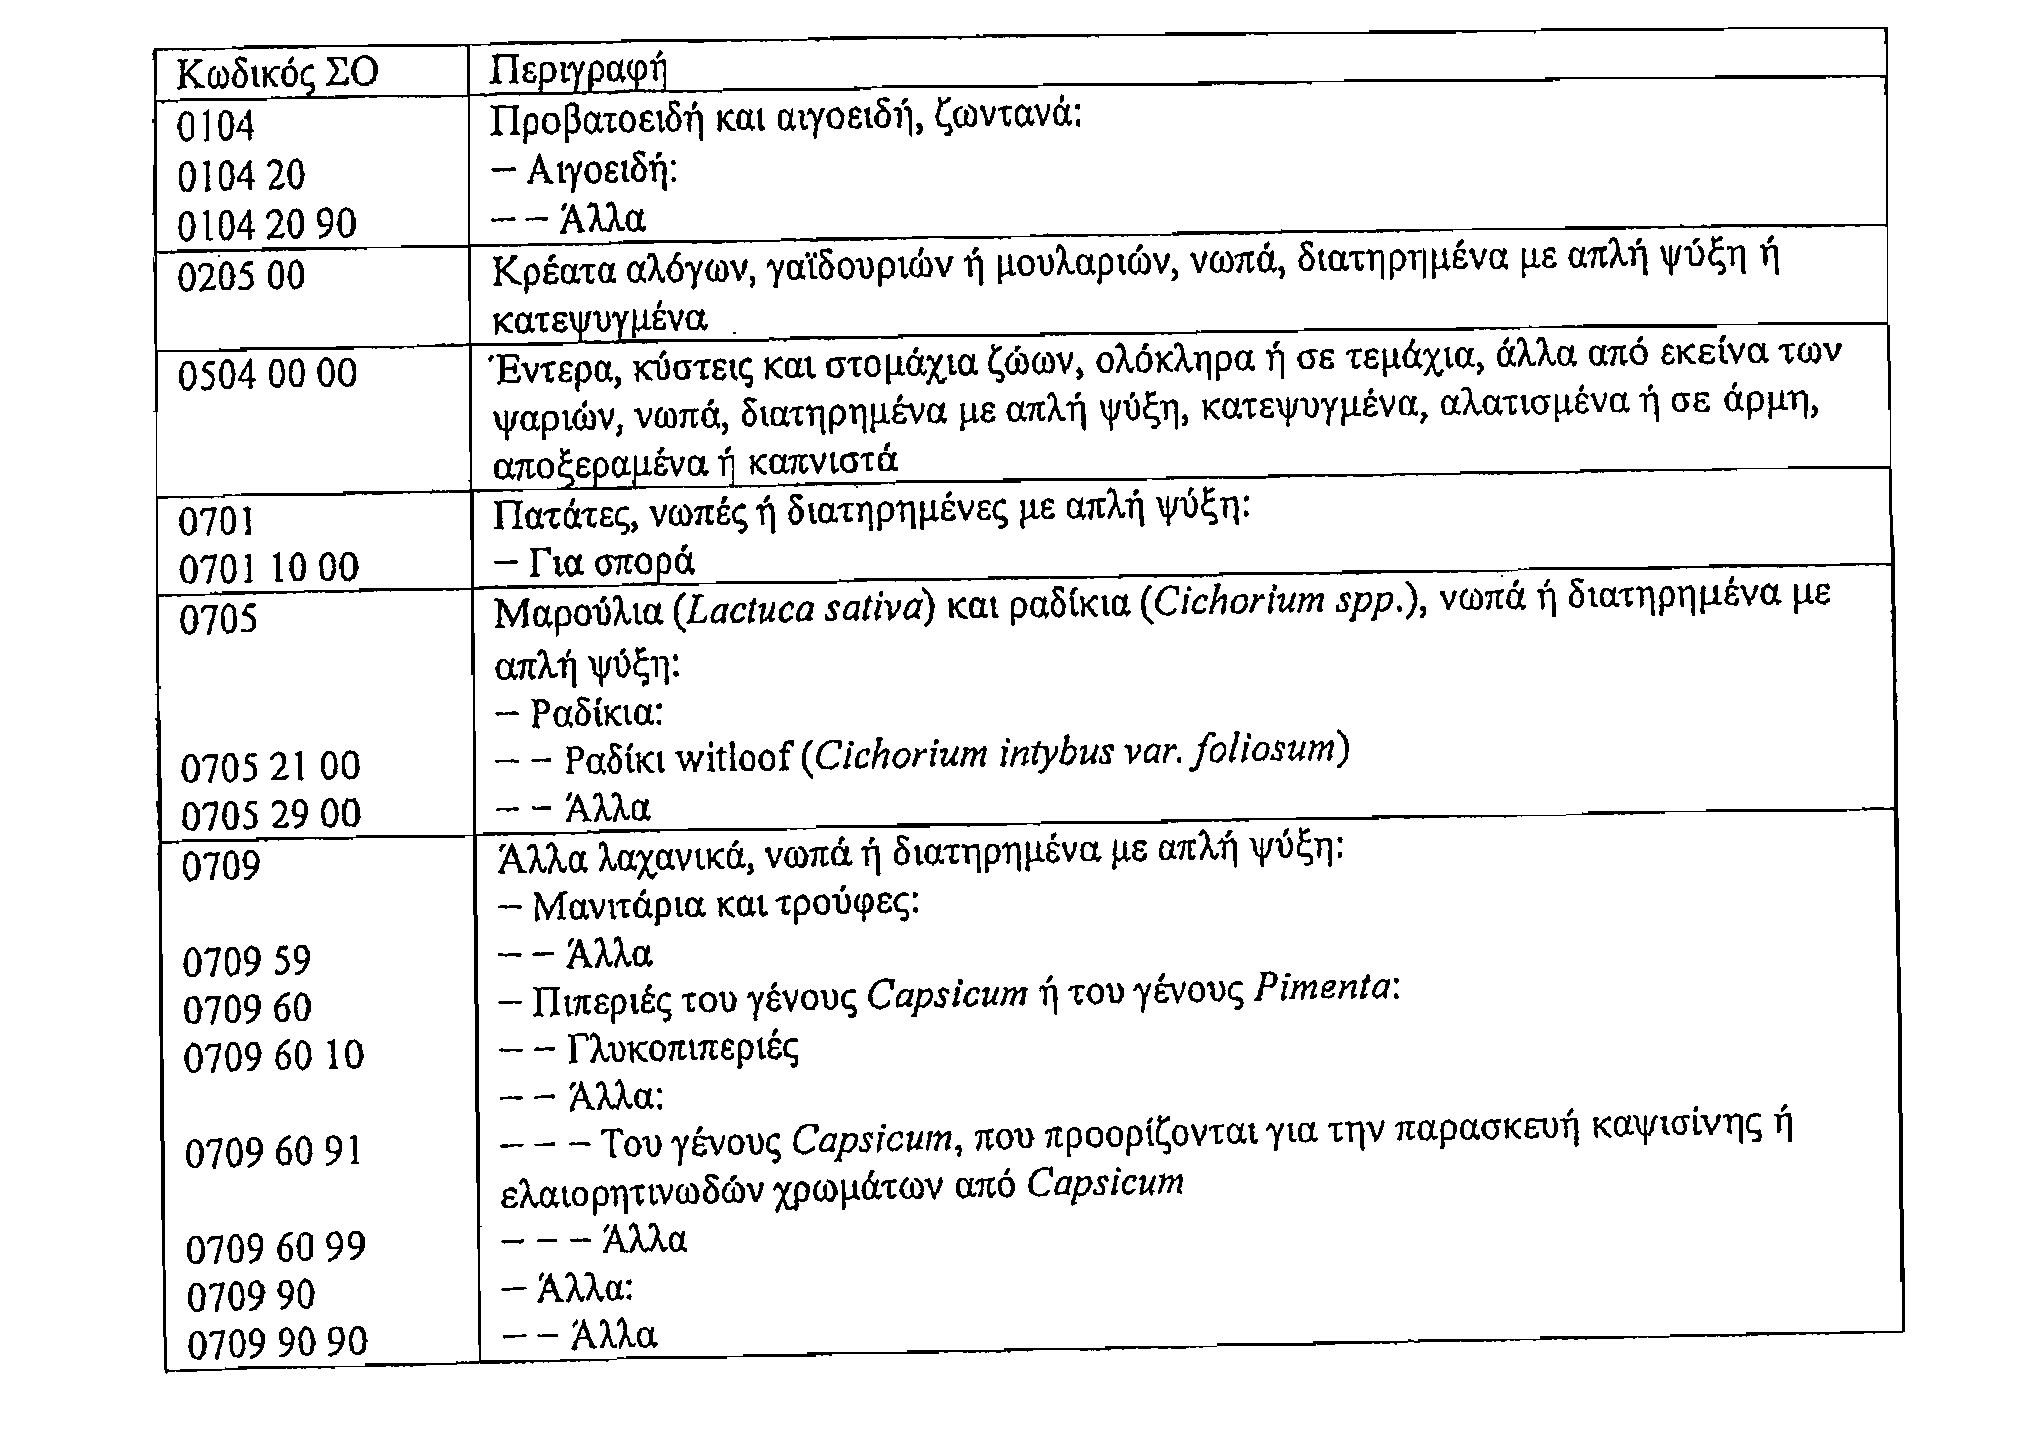 Κωδικός ΣΟ Περιγραφή
0104 Προβατοειδή και αιγοειδή, ζωντανά:
0104 20 – Αιγοειδή:
0104 20 90 – – Άλλα
0205 00 Κρέατα αλόγων, γαϊδουριών ή μουλαριών, νωπά, διατηρημένα με απλή ψύξη ή
κατεψυγμένα
0504 00 00 Έντερα, κύστεις και στομάχια ζώων, ολόκληρα ή σε τεμάχια, άλλα από εκείνα των
ψαριών, νωπά, διατηρημένα με απλή ψύξη, κατεψυγμένα, αλατισμένα ή σε άρμη,
αποξεραμένα ή καπνιστά
0701 Πατάτες, νωπές ή διατηρημένες με απλή ψύξη:
0701 10 00 – Για σπορά
0705 Μαρούλια (Lactuca sativa) και ραδίκια (Cichorium spp.), νωπά ή διατηρημένα με
απλή ψύξη:
– Ραδίκια:
0705 21 00 – – Ραδίκι witloof (Cichorium intybus var. foliosum)
0705 29 00 – – Άλλα
0709 Άλλα λαχανικά, νωπά ή διατηρημένα με απλή ψύξη:
– Μανιτάρια και τρούφες:
0709 59 – – Άλλα
0709 60 – Πιπεριές του γένους Capsicum ή του γένους Pimenta:
0709 60 10 – – Γλυκοπιπεριές
– – Άλλα:
0709 60 91 – – – Του γένους Capsicum, που προορίζονται για την παρασκευή καψισίνης ή
ελαιορητινωδών χρωμάτων από Capsicum
0709 60 99 – – – Άλλα
0709 90 – Άλλα:
0709 90 90 – – Άλλα